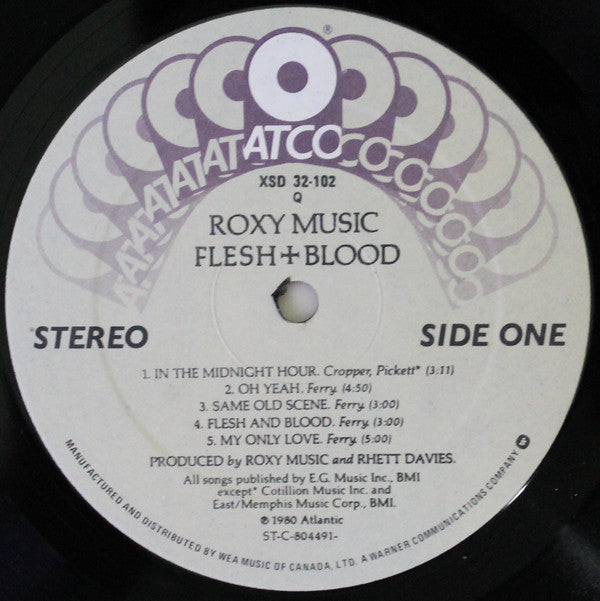 ATATATATATATCOCOCOCOCOCO
®
XSD 32-102
Q
ROXY MUSIC
FLESH + BLOOD
STEREO
SIDE ONE
1. IN THE MIDNIGHT HOUR. Cropper, Pickett* (3:11)
2. OH YEAH. Ferry. (4:50)
3. SAME OLD SCENE. Ferry. (3:00)
4. FLESH AND BLOOD. Ferry. (3:00)
5. MY ONLY LOVE. Ferry. (5:00)
PRODUCED by ROXY MUSIC and RHETT DAVIES.
All songs published by E.G. Music Inc., BMI
except* Cotillion Music Inc. and
East/Memphis Music Corp., BMI.
℗ 1980 Atlantic
ST-C-804491-
MANUFACTURED AND DISTRIBUTED BY WEA MUSIC OF CANADA, LTD. A WARNER COMMUNICATIONS COMPANY